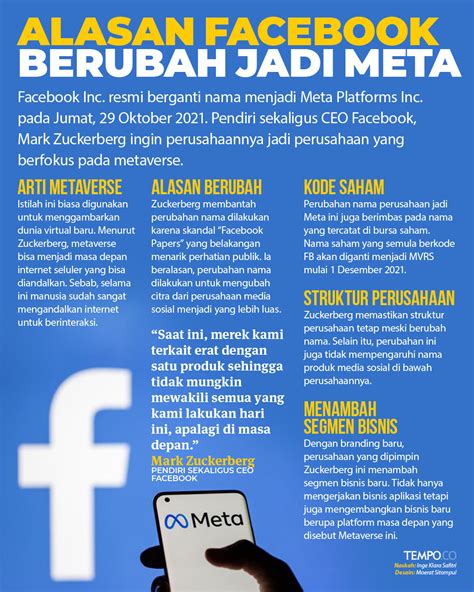 ALASAN FACEBOOK
BERUBAH JADI META
Facebook Inc. resmi berganti nama menjadi Meta Platforms Inc.
pada Jumat, 29 Oktober 2021. Pendiri sekaligus CEO Facebook,
Mark Zuckerberg ingin perusahaannya jadi perusahaan yang
berfokus pada metaverse.
ARTI METAVERSE
Istilah ini biasa digunakan
untuk menggambarkan
dunia virtual baru. Menurut
Zuckerberg, metaverse
bisa menjadi masa depan
internet seluler yang bisa
diandalkan. Sebab, selama
ini manusia sudah sangat
mengandalkan internet
untuk berinteraksi.
ALASAN BERUBAH
Zuckerberg membantah
perubahan nama dilakukan
karena skandal “Facebook
Papers” yang belakangan
menarik perhatian publik. Ia
beralasan, perubahan nama
dilakukan untuk mengubah
citra dari perusahaan media
sosial menjadi yang lebih luas.
“Saat ini, merek kami
terkait erat dengan
satu produk sehingga
tidak mungkin
mewakili semua yang
kami lakukan hari
ini, apalagi di masa
depan.”
Mark Zuckerberg
PENDIRI SEKALIGUS CEO
FACEBOOK
KODE SAHAM
Perubahan nama perusahaan jadi
Meta ini juga berimbas pada nama
yang tercatat di bursa saham.
Nama saham yang semula berkode
FB akan diganti menjadi MVRS
mulai 1 Desember 2021.
STRUKTUR PERUSAHAAN
Zuckerberg memastikan struktur
perusahaan tetap meski berubah
nama. Selain itu, perubahan ini
juga tidak mempengaruhi nama
produk media sosial di bawah
perusahaannya.
MENAMBAH
SEGMEN BISNIS
Dengan branding baru,
perusahaan yang dipimpin
Zuckerberg ini menambah
segmen bisnis baru. Tidak hanya
mengerjakan bisnis aplikasi tetapi
juga mengembangkan bisnis baru
berupa platform masa depan yang
disebut Metaverse ini.
f
Meta
TEMPO.CO
Naskah: Inge Klara Safitri
Desain: Moerat Sitompul